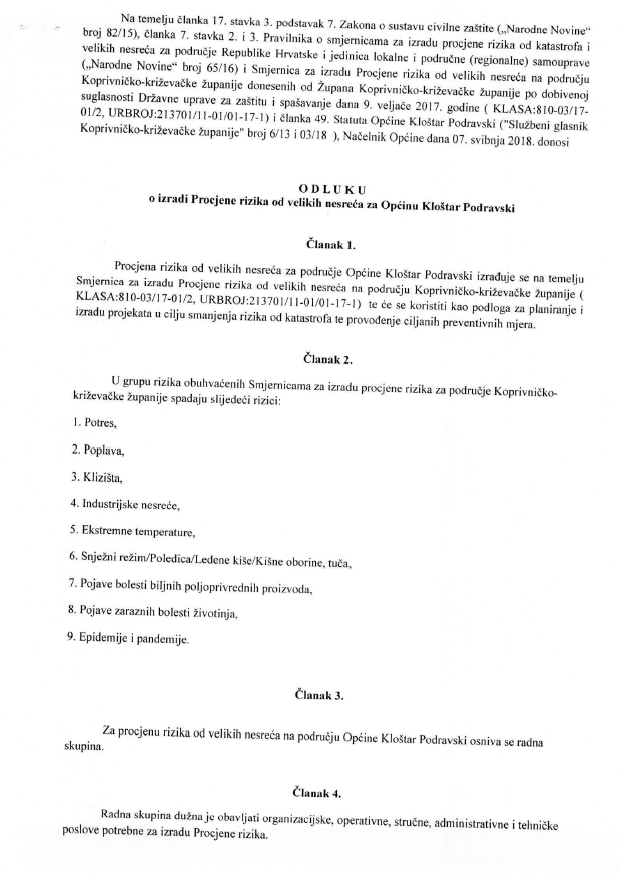 Na temelju članka 17. stavka 3. podstavak 7. Zakona o sustavu civilne zaštite („Narodne Novine“
broj 82/15), članka 7. stavka 2. i 3. Pravilnika o smjernicama za izradu procjene rizika od katastrofa i
velikih nesreća za područje Republike Hrvatske i jedinica lokalne i područne (regionalne) samouprave
(„Narodne Novine“ broj 65/16) i Smjernica za izradu Procjene rizika od velikih nesreća na području
Koprivničko-križevačke županije donesenih od Župana Koprivničko-križevačke županije po dobivenoj
suglasnosti Državne uprave za zaštitu i spašavanje dana 9. veljače 2017. godine ( KLASA:810-03/17-
01/2, URBROJ:213701/11-01/01-17-1) i članka 49. Statuta Općine Kloštar Podravski ("Službeni glasnik
Koprivničko-križevačke županije" broj 6/13 i 03/18 ), Načelnik Općine dana 07. svibnja 2018. donosi
O D L U K U
o izradi Procjene rizika od velikih nesreća za Općinu Kloštar Podravski
Članak 1.
Procjena rizika od velikih nesreća za područje Općine Kloštar Podravski izrađuje se na temelju
Smjernica za izradu Procjene rizika od velikih nesreća na području Koprivničko-križevačke županije (
KLASA:810-03/17-01/2, URBROJ:213701/11-01/01-17-1) te će se koristiti kao podloga za planiranje i
izradu projekata u cilju smanjenja rizika od katastrofa te provođenje ciljanih preventivnih mjera.
Članak 2.
U grupu rizika obuhvaćenih Smjernicama za izradu procjene rizika za područje Koprivničko-
križevačke županije spadaju slijedeći rizici:
1. Potres,
2. Poplava,
3. Klizišta,
4. Industrijske nesreće,
5. Ekstremne temperature,
6. Snježni režim/Poledica/Ledene kiše/Kišne oborine, tuča.,
7. Pojave bolesti biljnih poljoprivrednih proizvoda,
8. Pojave zaraznih bolesti životinja,
9. Epidemije i pandemije.
Članak 3.
Za procjenu rizika od velikih nesreća na području Općine Kloštar Podravski osniva se radna
skupina.
Članak 4.
Radna skupina dužna je obavljati organizacijske, operativne, stručne, administrativne i tehničke
poslove potrebne za izradu Procjene rizika.